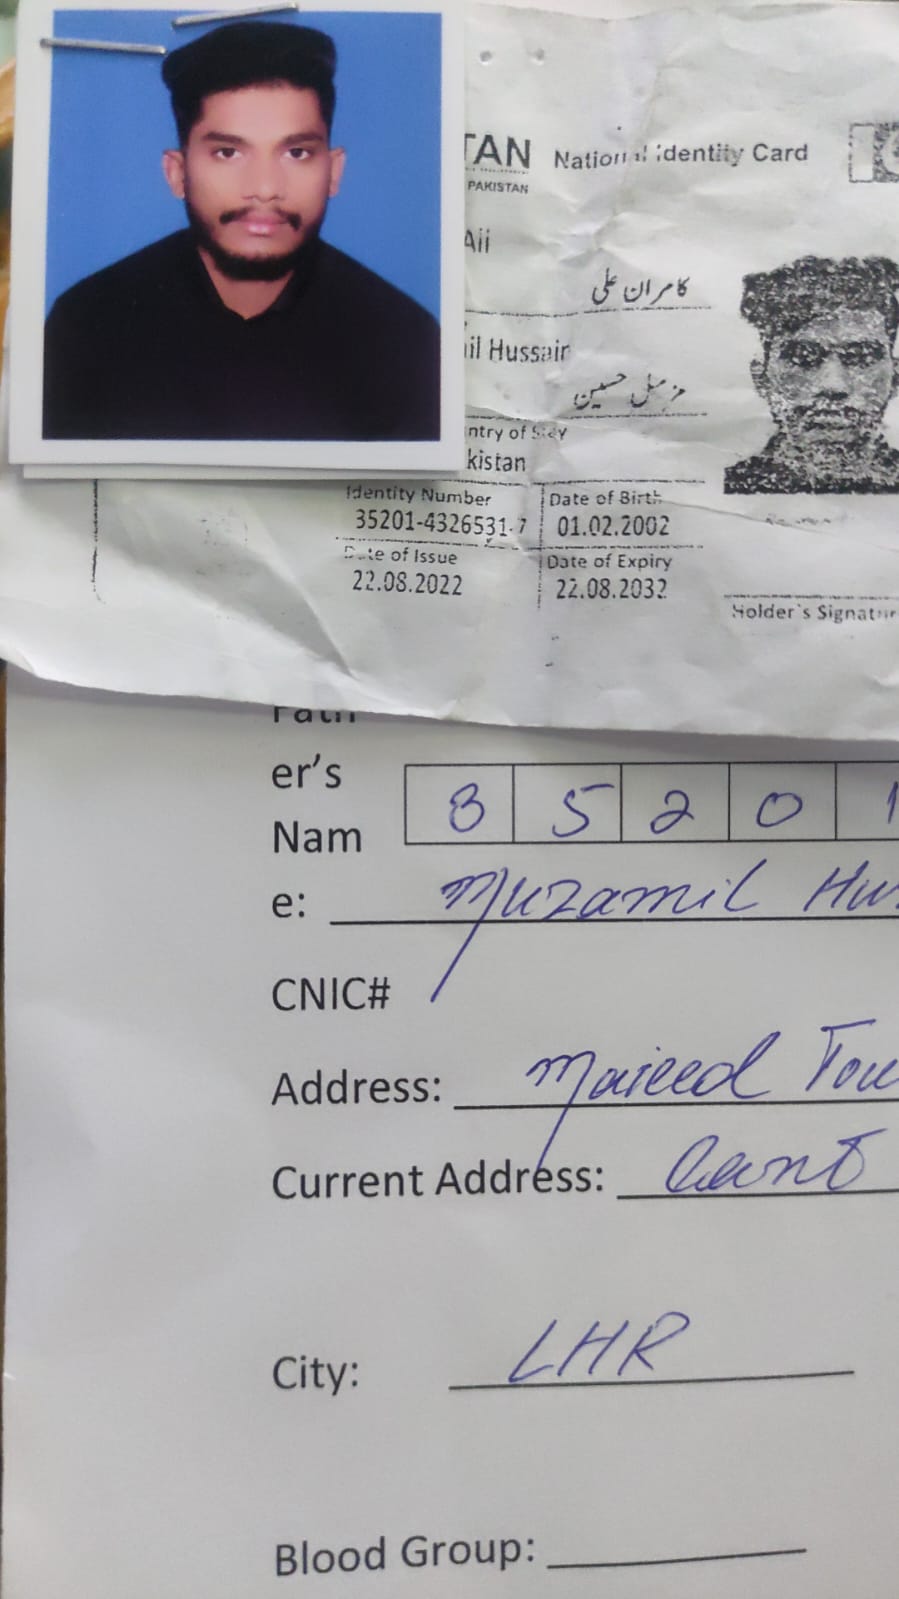 TAN National Identity Card
PAKISTAN
Ali
کامران علی
il Hussain
مزمل حسین
ntry of Stay
kistan
Identity Number Date of Birth
35201-4326531-7 01.02.2002
Date of Issue Date of Expiry
22.08.2022 22.08.2032
Holder's Signatur
Fath
er's
Nam
e: Muzamil Hus
3 5 2 0 1
CNIC#
Address: Majeed Tow
Current Address: Cant
City: LHR
Blood Group: